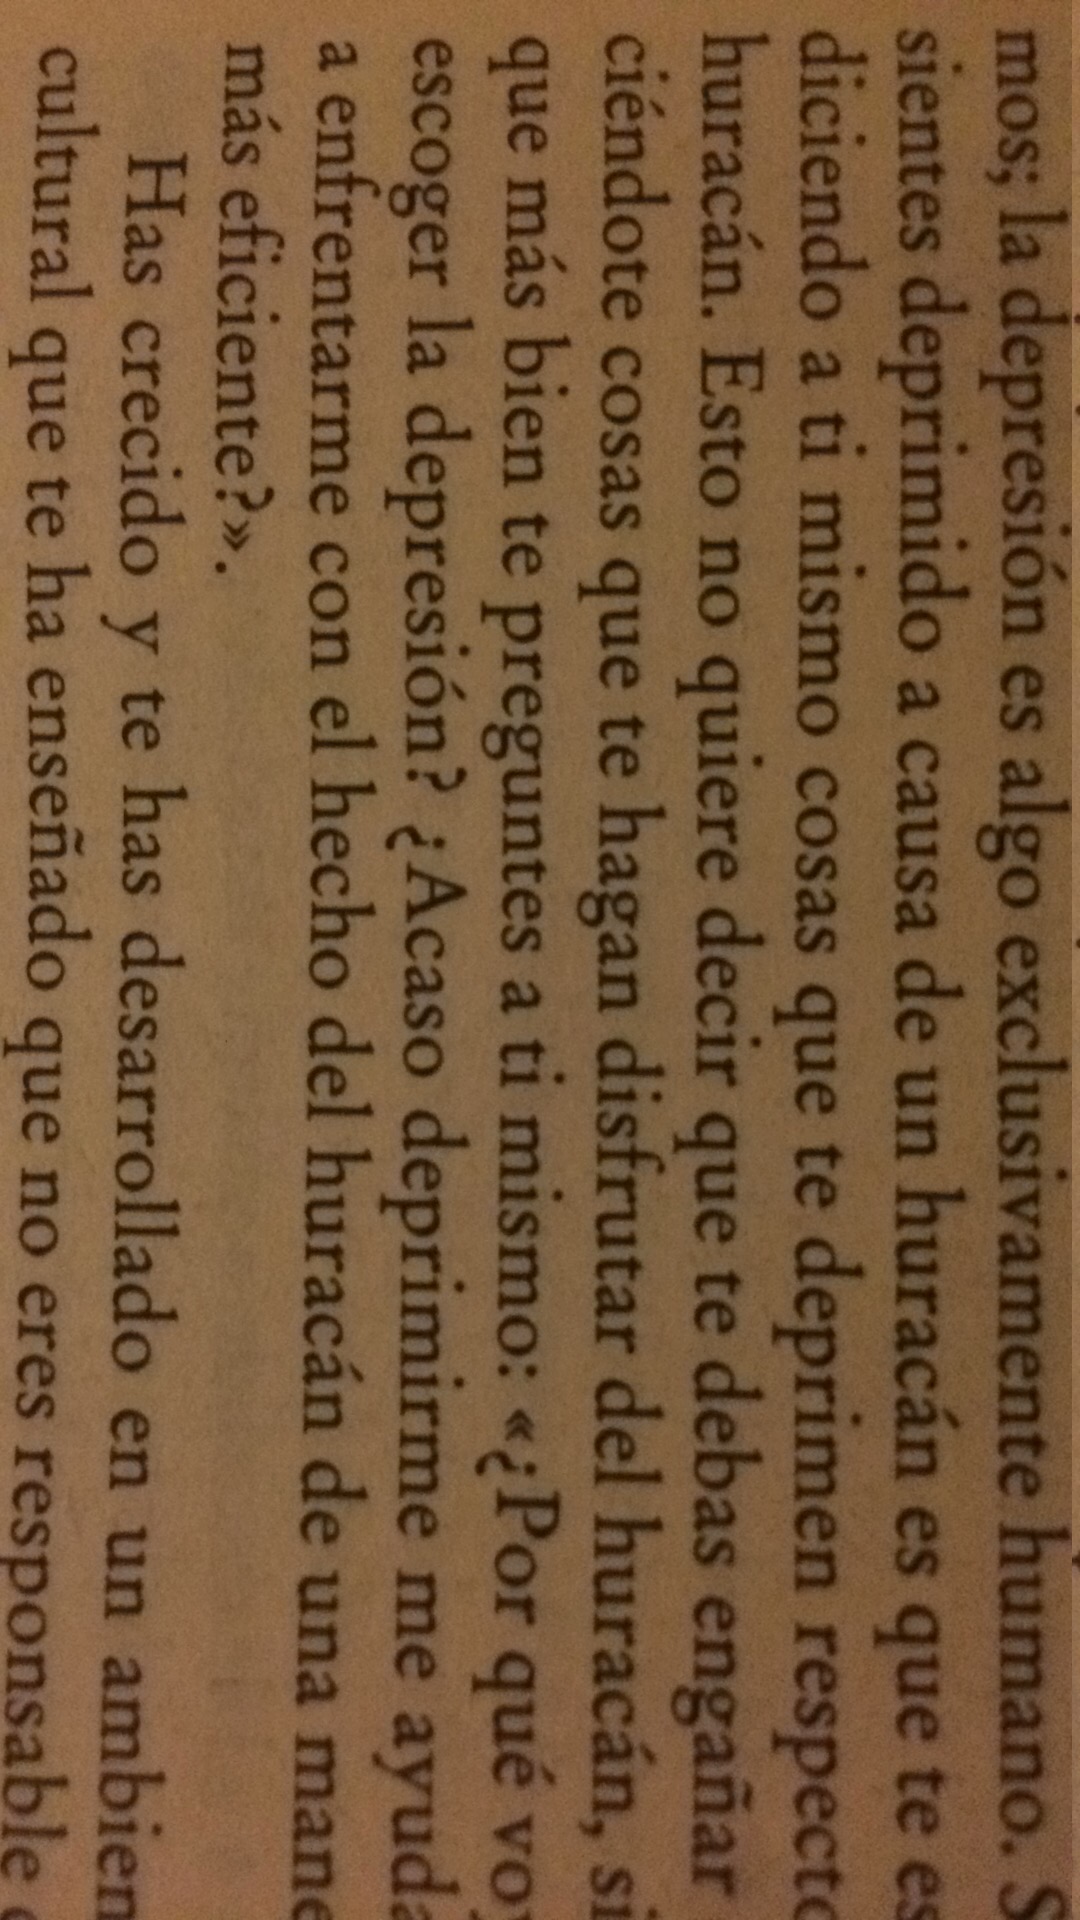 mos; la depresión es algo exclusivamente humano. S
sientes deprimido a causa de un huracán es que te es
diciendo a ti mismo cosas que te deprimen respecto
huracán. Esto no quiere decir que te debas engañar
ciéndote cosas que te hagan disfrutar del huracán, si
que más bien te preguntes a ti mismo: «¿Por qué voy
escoger la depresión? ¿Acaso deprimirme me ayuda
a enfrentarme con el hecho del huracán de una mane
más eficiente?».
Has crecido y te has desarrollado en un ambien
cultural que te ha enseñado que no eres responsable